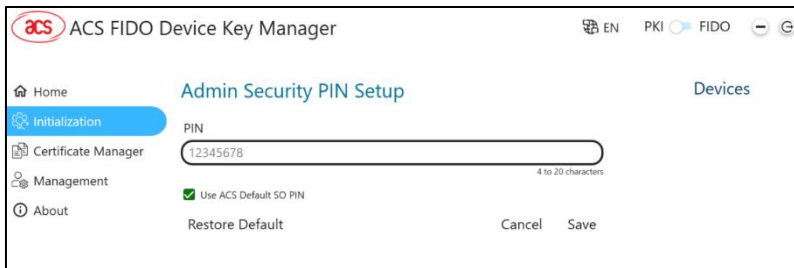 acs ACS FIDO Device Key Manager
EN PKI FIDO
Home
Initialization
Certificate Manager
Management
About
Admin Security PIN Setup
PIN
12345678
4 to 20 characters
Use ACS Default SO PIN
Restore Default Cancel Save
Devices